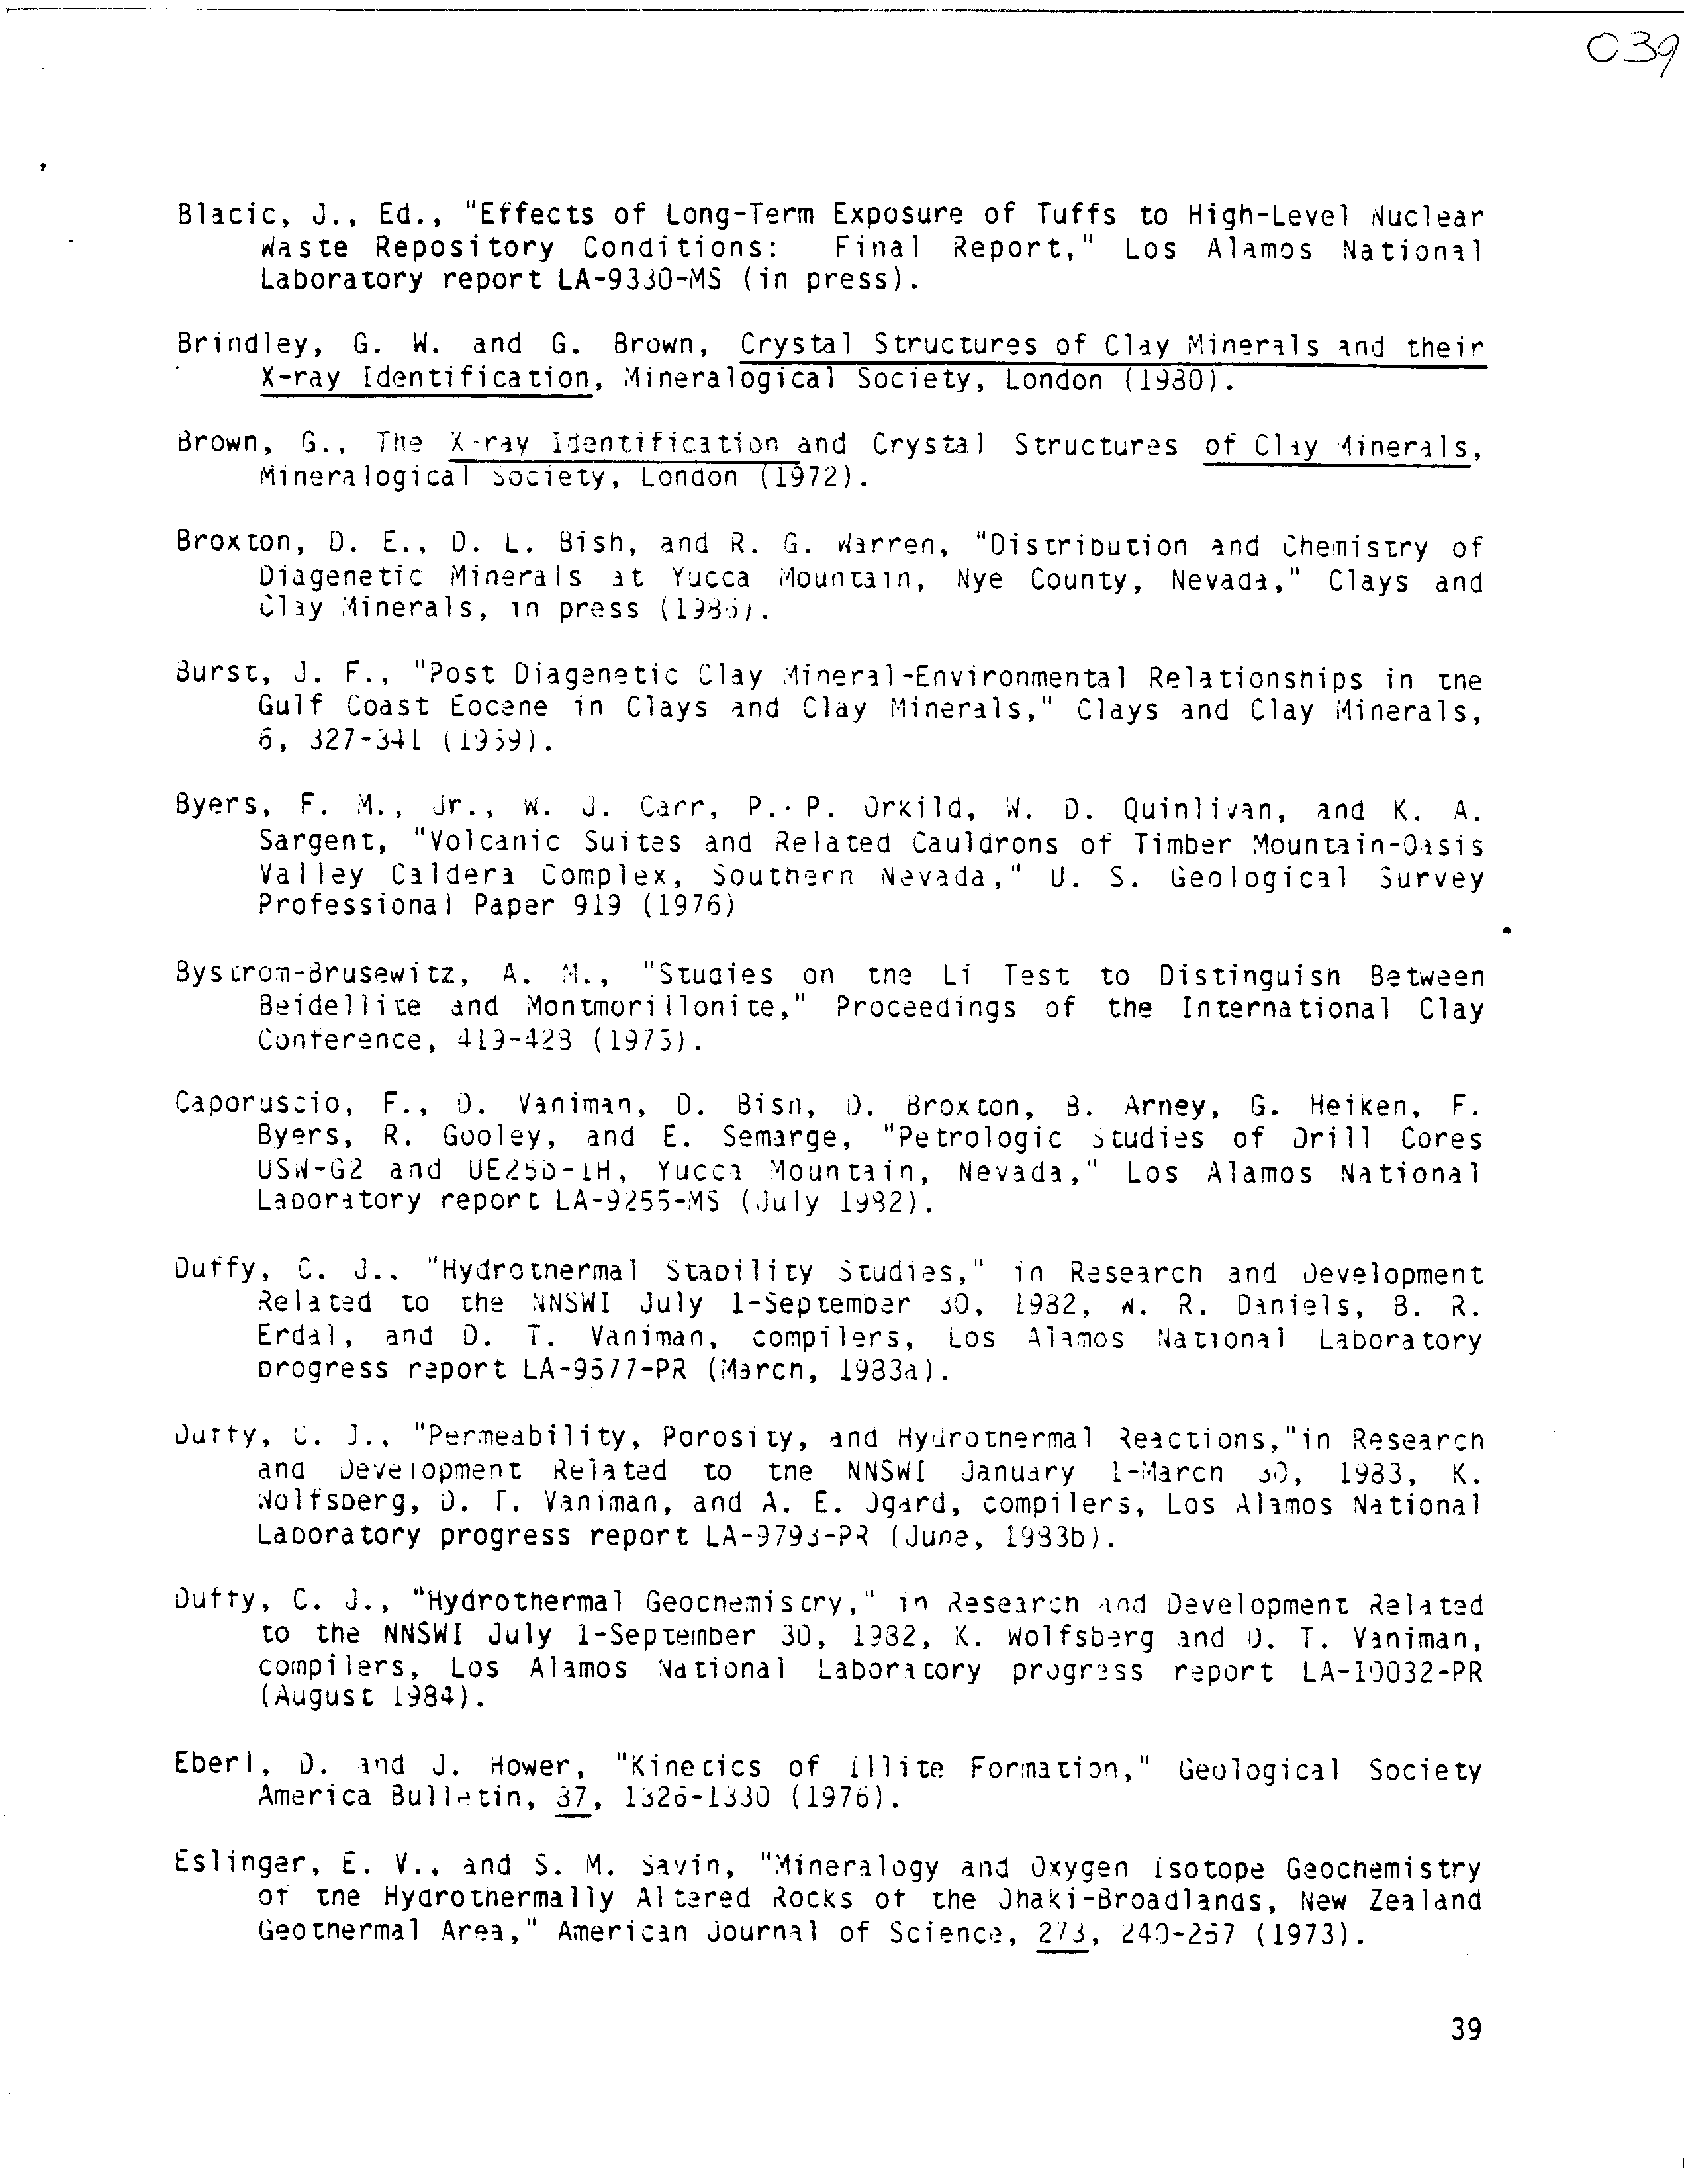 039
Blacic, J., Ed., "Effects of Long-Term Exposure of Tuffs to High-Level Nuclear
Waste Repository Conditions: Final Report," Los Alamos National
Laboratory report LA-9330-MS (in press).
Brindley, G. W. and G. Brown, Crystal Structures of Clay Minerals and their
X-ray Identification, Mineralogical Society, London (1980).
Brown, G., The X-ray Identification and Crystal Structures of Clay Minerals,
Mineralogical Society, London (1972).
Broxton, D. E., D. L. Bish, and R. G. Warren, "Distribution and Chemistry of
Diagenetic Minerals at Yucca Mountain, Nye County, Nevada," Clays and
Clay Minerals, in press (1986).
Burst, J. F., "Post Diagenetic Clay Mineral-Environmental Relationships in the
Gulf Coast Eocene in Clays and Clay Minerals," Clays and Clay Minerals,
6, 327-341 (1959).
Byers, F. M., Jr., W. J. Carr, P. P. Orkild, W. D. Quinlivan, and K. A.
Sargent, "Volcanic Suites and Related Cauldrons of Timber Mountain-Oasis
Valley Caldera Complex, Southern Nevada," U. S. Geological Survey
Professional Paper 919 (1976)
Bystrom-Brusewitz, A. M., "Studies on the Li Test to Distinguish Between
Beidellite and Montmorillonite," Proceedings of the International Clay
Conference, 419-428 (1975).
Caporuscio, F., D. Vaniman, D. Bish, D. Broxton, B. Arney, G. Heiken, F.
Byers, R. Gooley, and E. Semarge, "Petrologic Studies of Drill Cores
USW-G2 and UE25b-1H, Yucca Mountain, Nevada," Los Alamos National
Laboratory report LA-9255-MS (July 1982).
Duffy, C. J., "Hydrothermal Stability Studies," in Research and Development
Related to the NNSWI July 1-September 30, 1982, W. R. Daniels, B. R.
Erdal, and D. T. Vaniman, compilers, Los Alamos National Laboratory
progress report LA-9577-PR (March, 1983a).
Duffy, C. J., "Permeability, Porosity, and Hydrothermal Reactions,"in Research
and Development Related to the NNSWI January 1-March 30, 1983, K.
Wolfsberg, D. T. Vaniman, and A. E. Ogard, compilers, Los Alamos National
Laboratory progress report LA-9793-PR (June, 1983b).
Duffy, C. J., "Hydrothermal Geochemistry," in Research and Development Related
to the NNSWI July 1-September 30, 1982, K. Wolfsberg and D. T. Vaniman,
compilers, Los Alamos National Laboratory progress report LA-10032-PR
(August 1984).
Eberl, D. and J. Hower, "Kinetics of Illite Formation," Geological Society
America Bulletin, 87, 1326-1330 (1976).
Eslinger, E. V., and S. M. Savin, "Mineralogy and Oxygen Isotope Geochemistry
of the Hydrothermally Altered Rocks of the Ohaki-Broadlands, New Zealand
Geothermal Area," American Journal of Science, 273, 240-267 (1973).
39